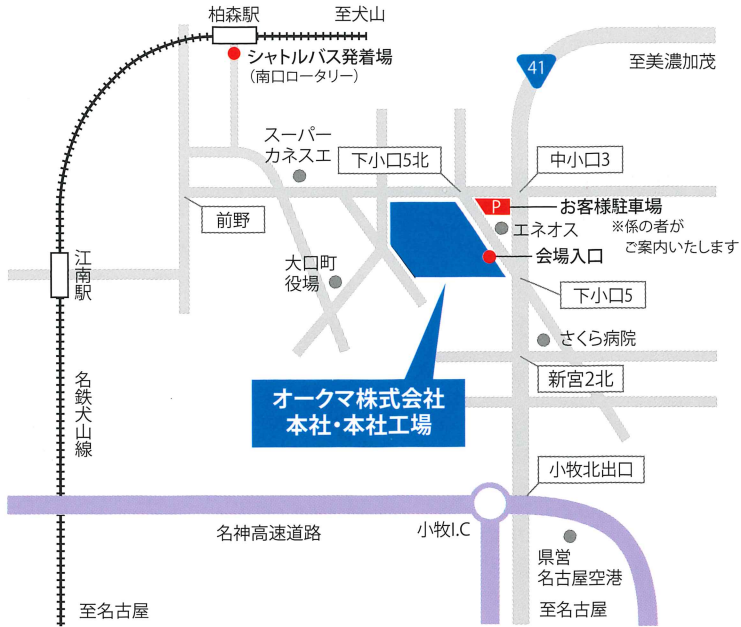 柏森駅
至犬山
シャトルバス発着場
（南口ロータリー）
41
至美濃加茂
スーパー
カネスエ
下小口5北
中小口3
前野
P
お客様駐車場
エネオス
※係の者が
ご案内いたします
会場入口
江南駅
大口町
役場
下小口5
さくら病院
新宮2北
オークマ株式会社
本社・本社工場
名鉄犬山線
小牧北出口
名神高速道路
小牧I.C
県営
名古屋空港
至名古屋
至名古屋